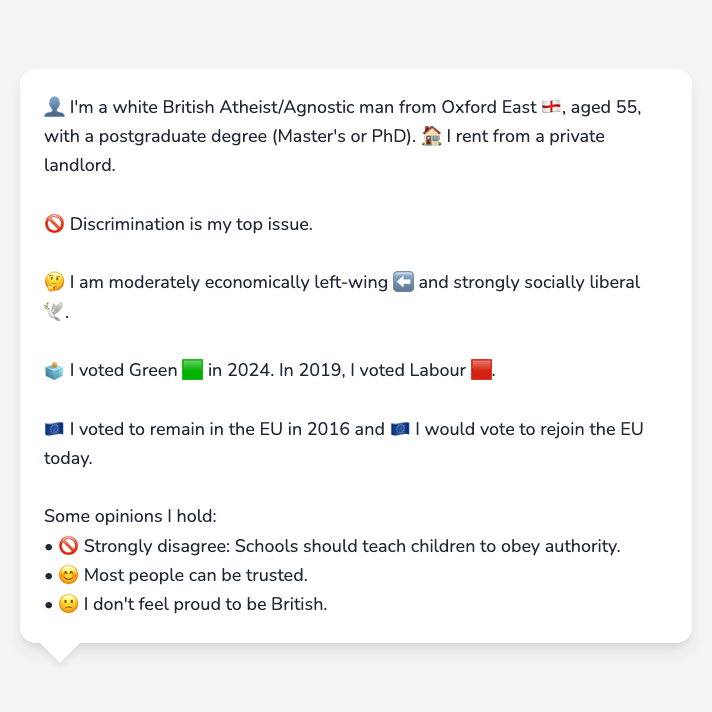 👤 I'm a white British Atheist/Agnostic man from Oxford East 🏴󠁧󠁢󠁥󠁮󠁧󠁿, aged 55,
with a postgraduate degree (Master's or PhD). 🏠 I rent from a private
landlord.
🚫 Discrimination is my top issue.
🤔 I am moderately economically left-wing ⬅️ and strongly socially liberal
🕊️.
🗳️ I voted Green 🟩 in 2024. In 2019, I voted Labour 🟥.
🇪🇺 I voted to remain in the EU in 2016 and 🇪🇺 I would vote to rejoin the EU
today.
Some opinions I hold:
• 🚫 Strongly disagree: Schools should teach children to obey authority.
• 😊 Most people can be trusted.
• 🙁 I don't feel proud to be British.